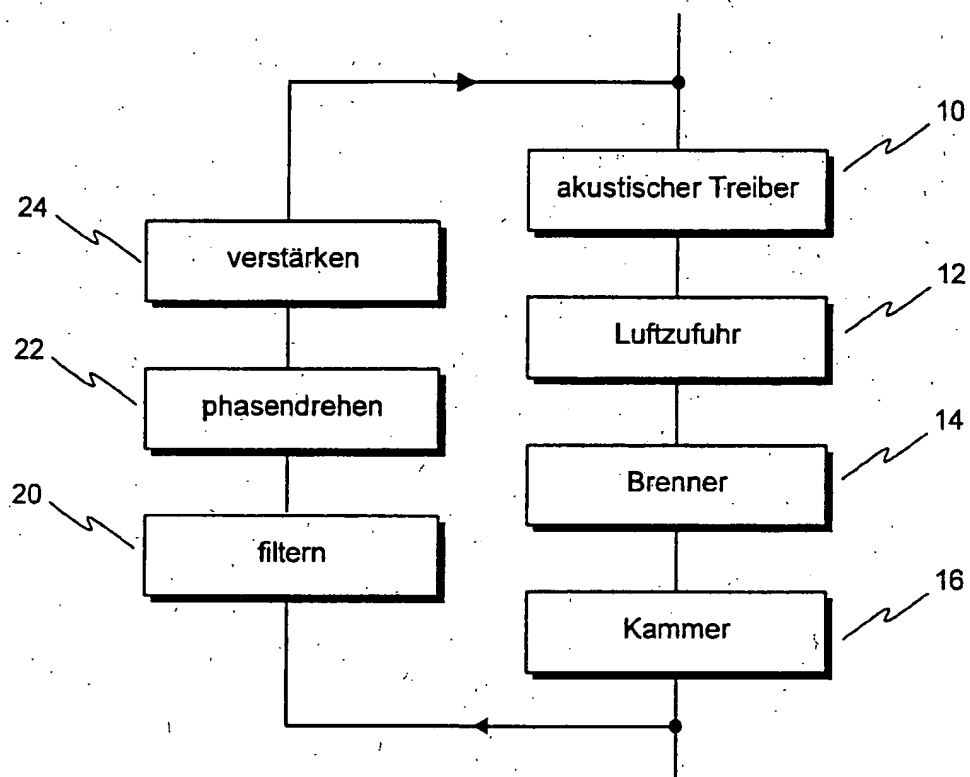 10
akustischer Treiber
24
verstärken
12
Luftzufuhr
22
phasendrehen
14
Brenner
20
filtern
16
Kammer